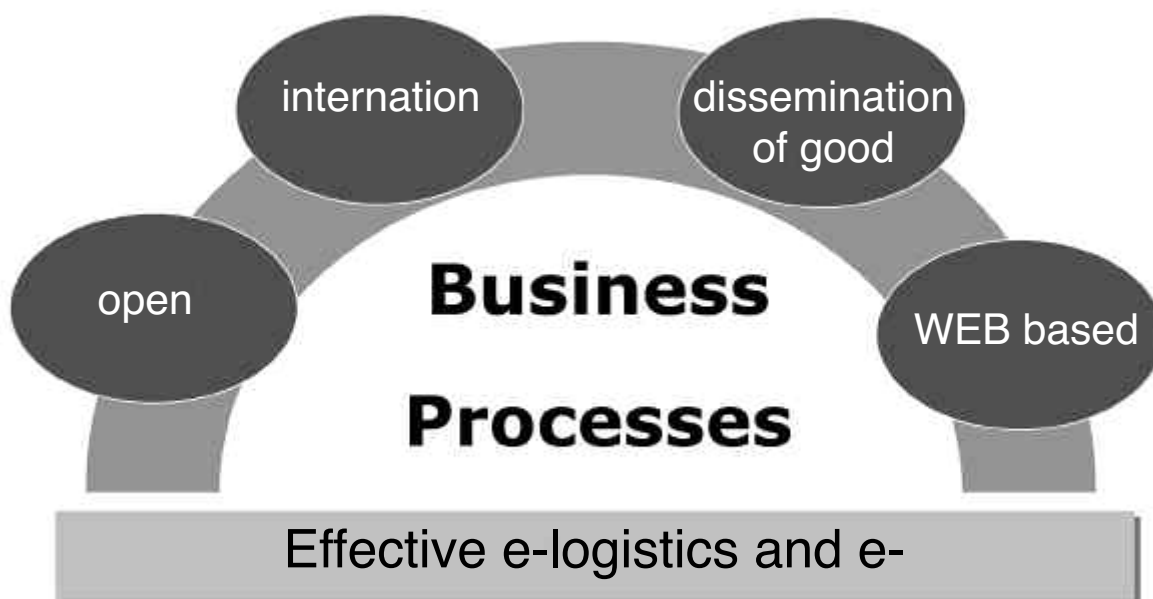 internation
dissemination
of good
open
WEB based
Business
Processes
Effective e-logistics and e-